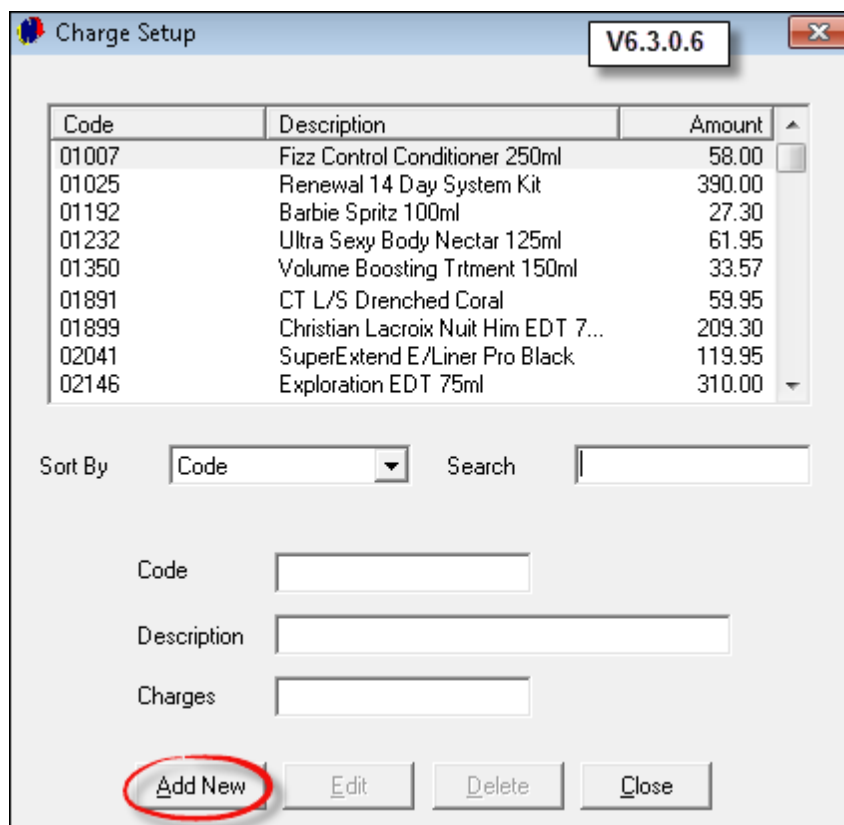 Charge Setup V6.3.0.6
Code Description Amount
01007 Fizz Control Conditioner 250ml 58.00
01025 Renewal 14 Day System Kit 390.00
01192 Barbie Spritz 100ml 27.30
01232 Ultra Sexy Body Nectar 125ml 61.95
01350 Volume Boosting Trtment 150ml 33.57
01891 CT L/S Drenched Coral 59.95
01899 Christian Lacroix Nuit Him EDT 7... 209.30
02041 SuperExtend E/Liner Pro Black 119.95
02146 Exploration EDT 75ml 310.00
Sort By Code Search
Code
Description
Charges
Add New Edit Delete Close